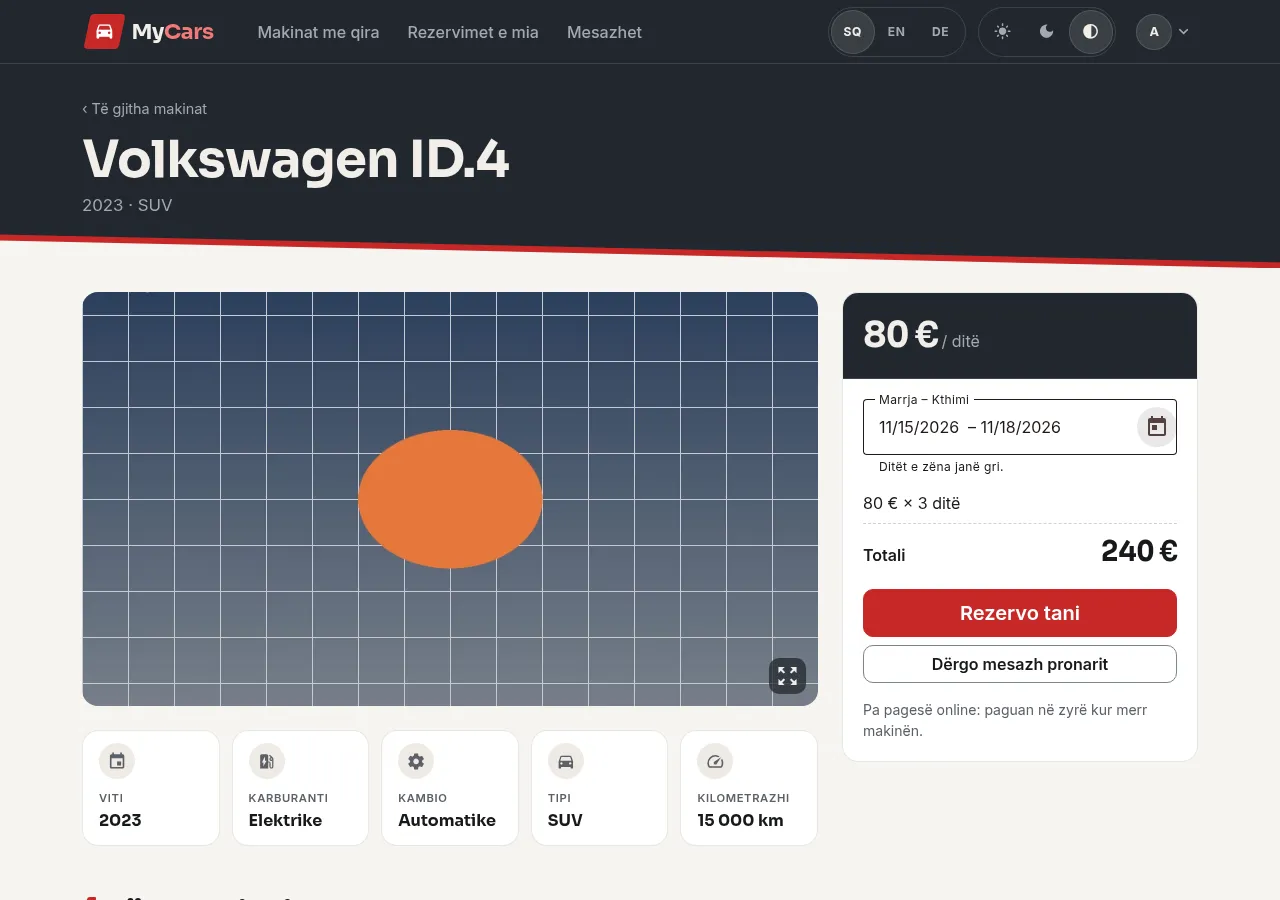 MyCars
Makinat me qira
Rezervimet e mia
Mesazhet
SQ
EN
DE
A
‹ Të gjitha makinat
Volkswagen ID.4
2023 · SUV
80 € / ditë
Marrja – Kthimi
11/15/2026 – 11/18/2026
Ditët e zëna janë gri.
80 € × 3 ditë
Totali 240 €
Rezervo tani
Dërgo mesazh pronarit
Pa pagesë online: paguan në zyrë kur merr
makinën.
VITI
2023
KARBURANTI
Elektrike
KAMBIO
Automatike
TIPI
SUV
KILOMETRAZHI
15 000 km